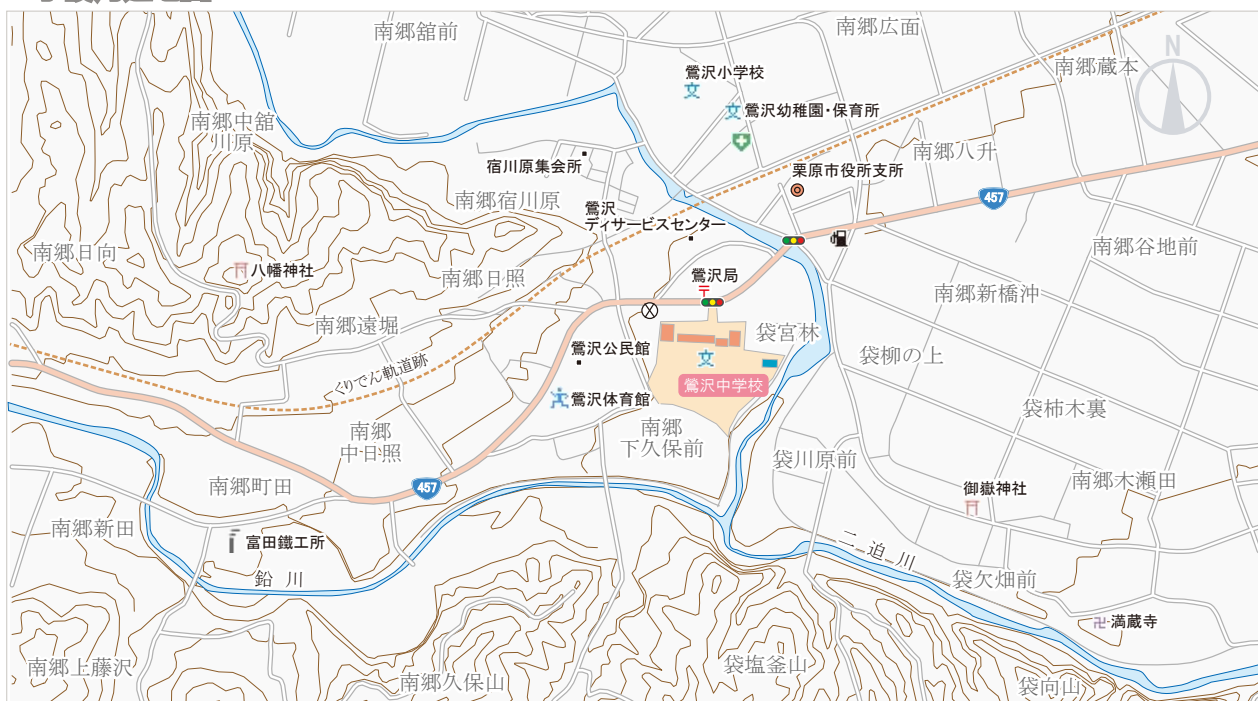 南郷舘前
南郷広面
鶯沢小学校
南郷蔵本
N
鶯沢幼稚園・保育所
南郷中舘
川原
南郷八升
宿川原集会所
栗原市役所支所
南郷宿川原
457
鶯沢
デイサービスセンター
南郷日向
南郷谷地前
八幡神社
南郷日照
鶯沢局
南郷新橋沖
南郷遠堀
袋宮林
鶯沢公民館
袋柳の上
くりでん軌道跡
鶯沢中学校
鶯沢体育館
袋柿木裏
南郷
中日照
南郷
下久保前
袋川原前
南郷町田
457
御嶽神社
南郷木瀬田
南郷新田
富田鐵工所
二迫川
鉛川
袋欠畑前
満蔵寺
南郷上藤沢
袋塩釜山
南郷久保山
袋向山